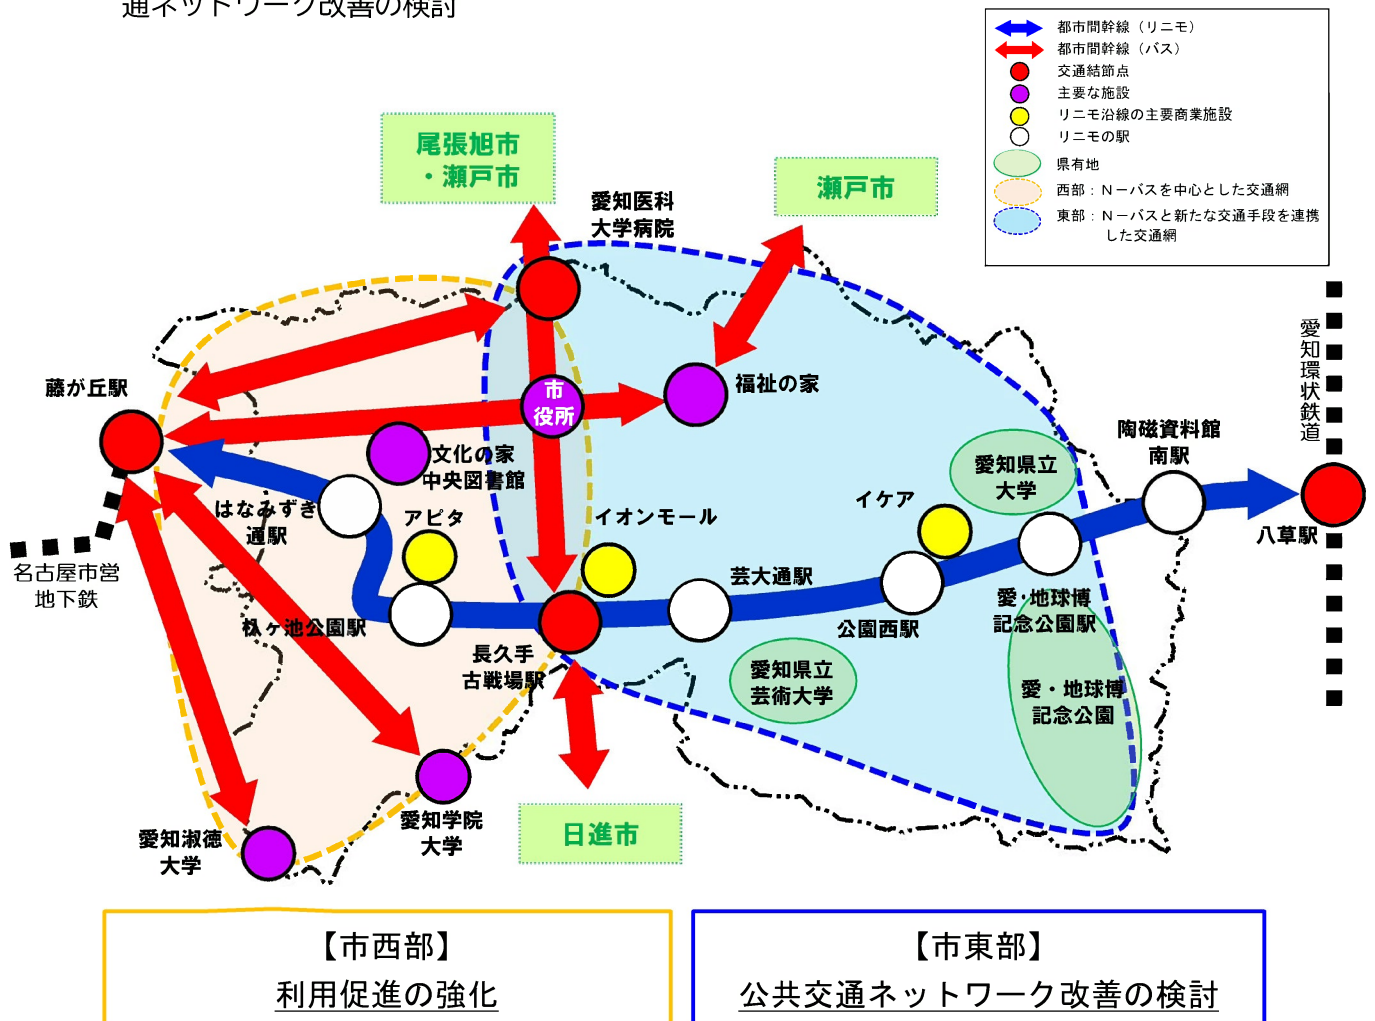 通ネットワーク改善の検討
都市間幹線（リニモ）
都市間幹線（バス）
交通結節点
主要な施設
リニモ沿線の主要商業施設
リニモの駅
県有地
西部：Ｎ－バスを中心とした交通網
東部：Ｎ－バスと新たな交通手段を連携
した交通網
尾張旭市
・瀬戸市
瀬戸市
愛知医科
大学病院
愛知環状鉄道
藤が丘駅
市
役所
福祉の家
文化の家
中央図書館
陶磁資料館
南駅
愛知県立
大学
イケア
はなみずき
通駅
アピタ
イオンモール
八草駅
名古屋市営
地下鉄
芸大通駅
杁ヶ池公園駅
公園西駅
愛・地球博
記念公園駅
長久手
古戦場駅
愛知県立
芸術大学
愛・地球博
記念公園
愛知学院
大学
愛知淑徳
大学
日進市
【市西部】
利用促進の強化
【市東部】
公共交通ネットワーク改善の検討